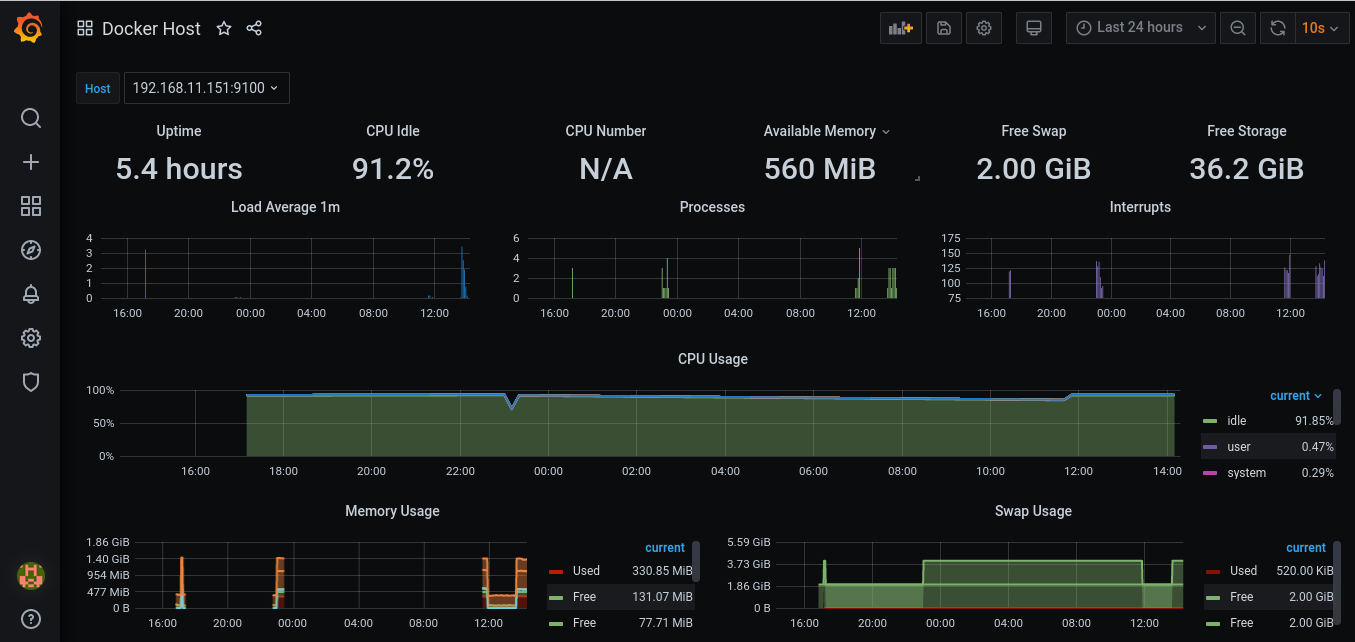 Docker Host
Last 24 hours
10s
Host 192.168.11.151:9100
Uptime CPU Idle CPU Number Available Memory Free Swap Free Storage
5.4 hours 91.2% N/A 560 MiB 2.00 GiB 36.2 GiB
Load Average 1m
4
3
2
1
0
16:00 20:00 00:00 04:00 08:00 12:00
Processes
6
4
2
0
16:00 20:00 00:00 04:00 08:00 12:00
Interrupts
175
150
125
100
75
16:00 20:00 00:00 04:00 08:00 12:00
CPU Usage
100%
50%
0%
16:00 18:00 20:00 22:00 00:00 02:00 04:00 06:00 08:00 10:00 12:00 14:00
current
idle 91.85%
user 0.47%
system 0.29%
Memory Usage
1.86 GiB
1.40 GiB
954 MiB
477 MiB
0 B
16:00 20:00 00:00 04:00 08:00 12:00
current
Used 330.85 MiB
Free 131.07 MiB
Free 77.71 MiB
Swap Usage
5.59 GiB
3.73 GiB
1.86 GiB
0 B
16:00 20:00 00:00 04:00 08:00 12:00
current
Used 520.00 KiB
Free 2.00 GiB
Free 2.00 GiB